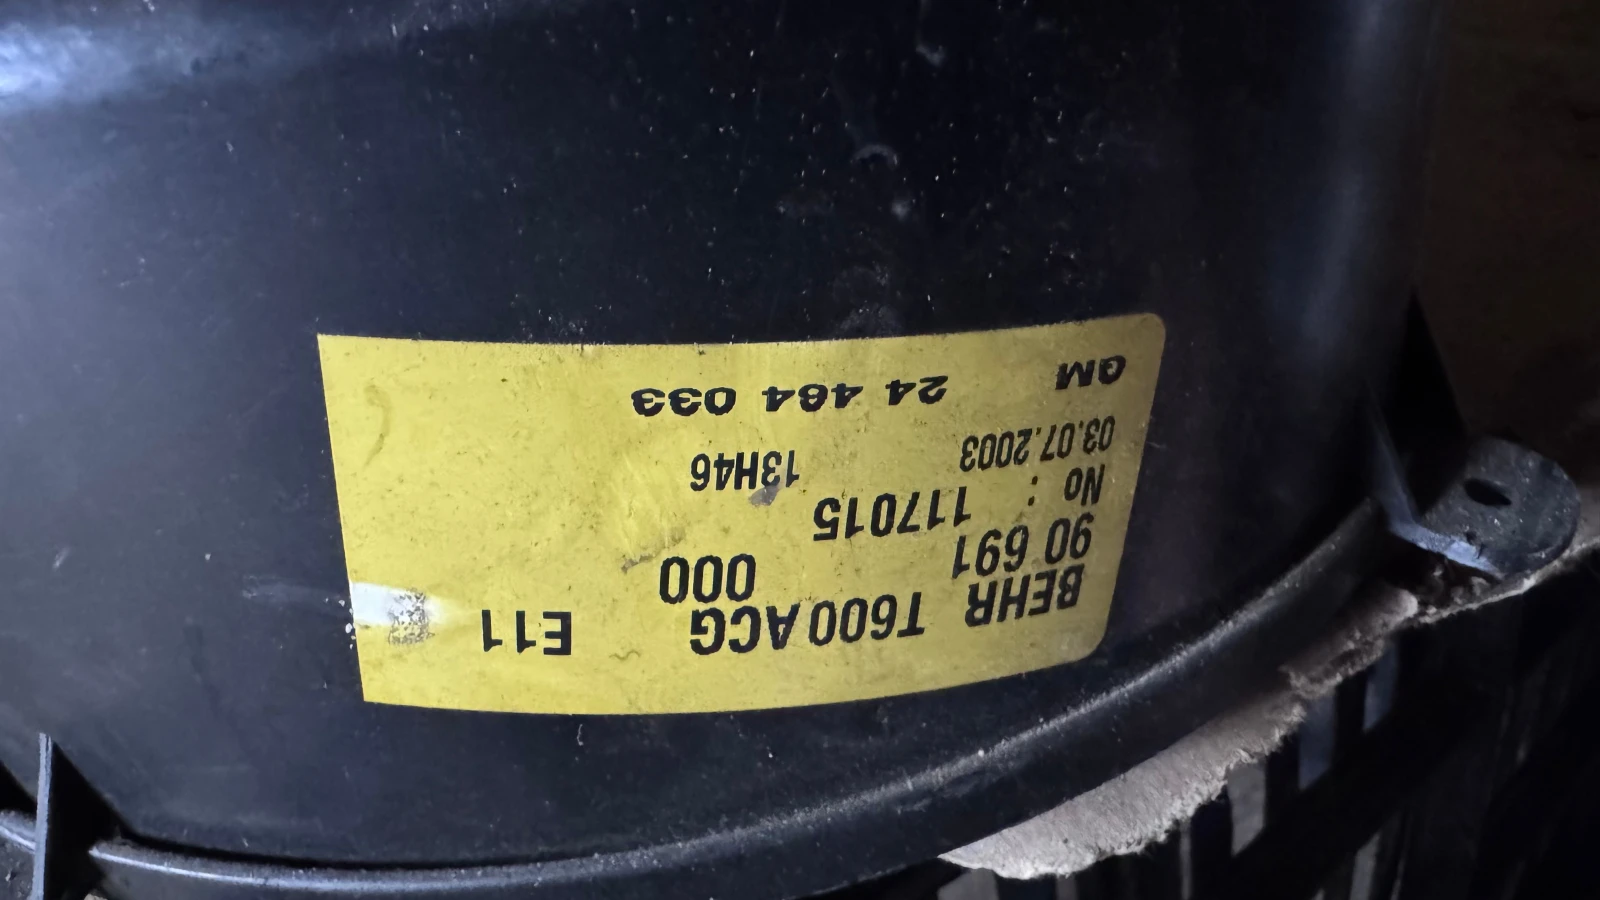 BEHR T600ACG E11
90 691 000
No : 117015
03.07.2003 13H46
GM 24 464 033